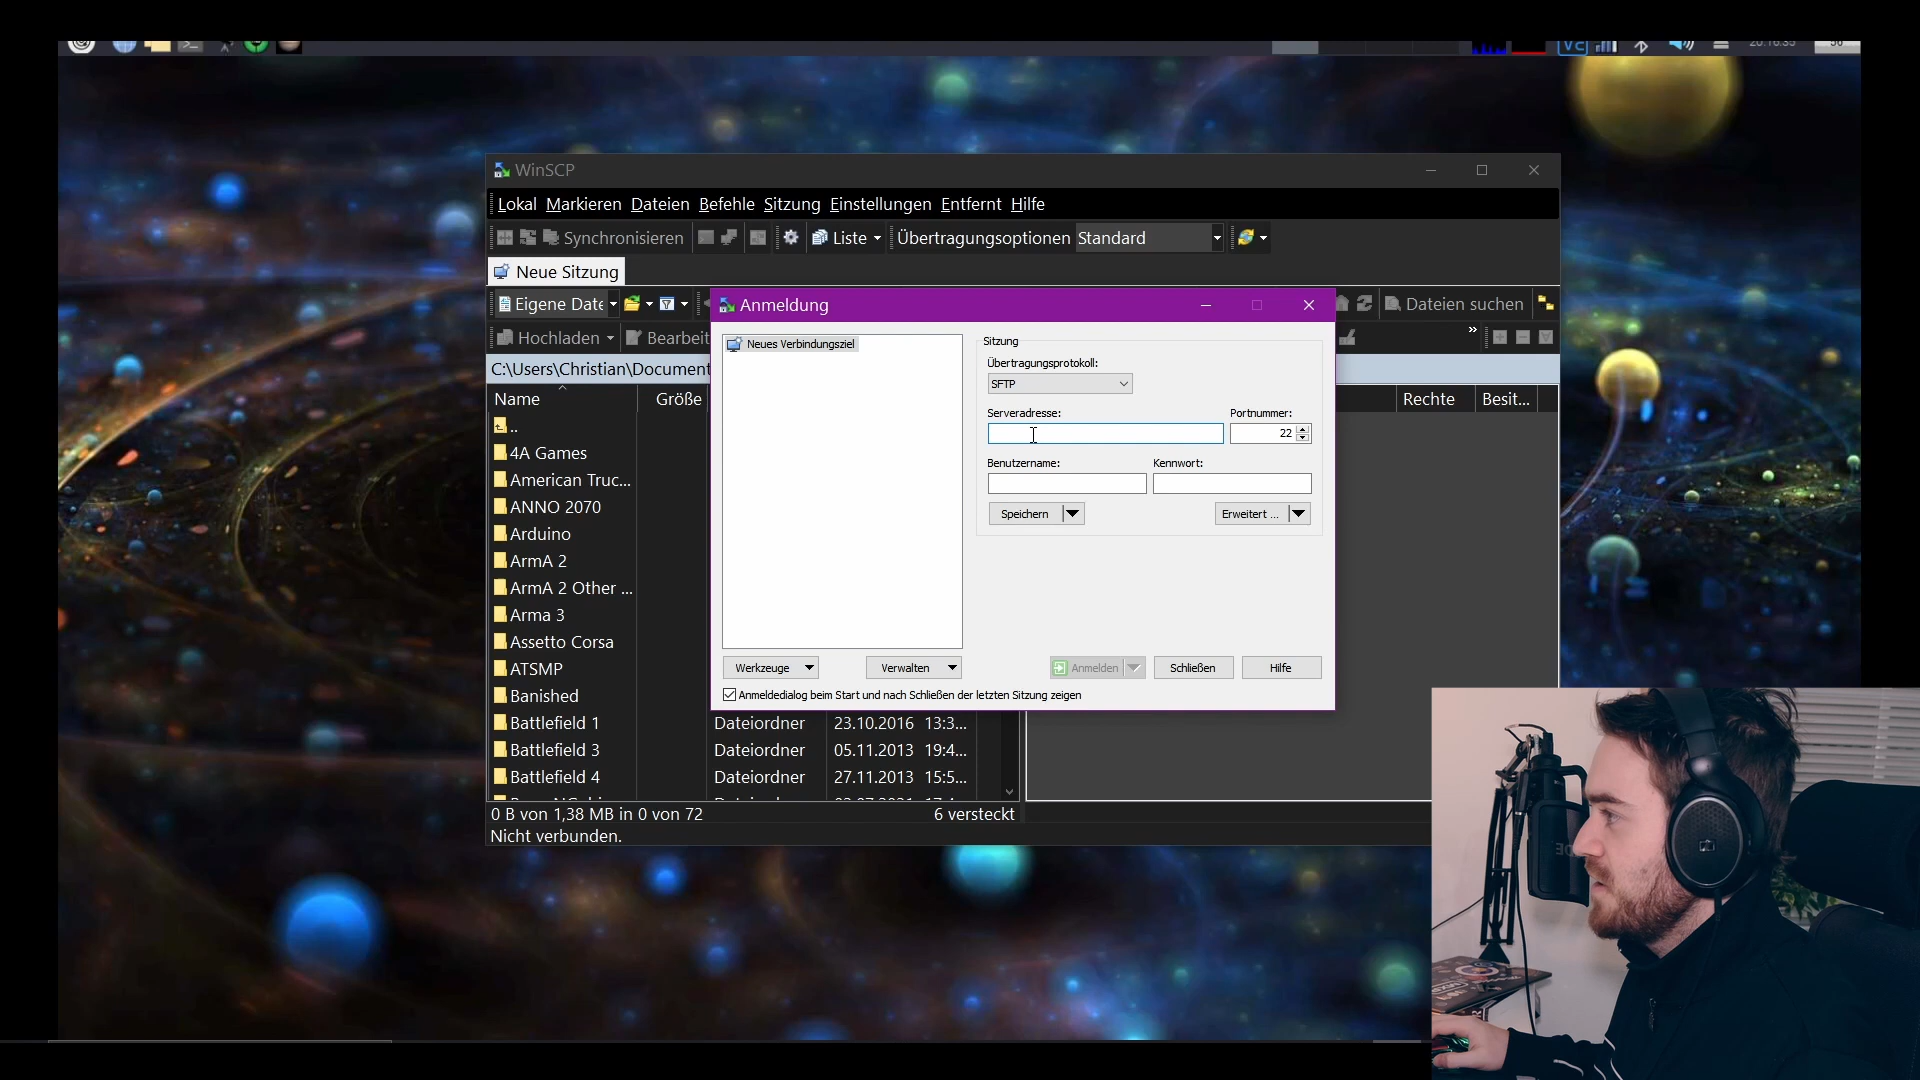 20:16:35
WinSCP
Lokal Markieren Dateien Befehle Sitzung Einstellungen Entfernt Hilfe
Synchronisieren Liste Übertragungsoptionen Standard
Neue Sitzung
Eigene Date Anmeldung Dateien suchen
Hochladen Bearbeit
Neues Verbindungsziel
Sitzung
Übertragungsprotokoll:
SFTP
C:\Users\Christian\Document
Name Größe Rechte Besit...
Serveradresse: Portnummer:
22
Benutzername: Kennwort:
Speichern Erweitert ...
..
4A Games
American Truc...
ANNO 2070
Arduino
ArmA 2
ArmA 2 Other ...
Arma 3
Assetto Corsa
ATSMP
Banished
Werkzeuge Verwalten Anmelden Schließen Hilfe
Anmeldedialog beim Start und nach Schließen der letzten Sitzung zeigen
Battlefield 1 Dateiordner 23.10.2016 13:3...
Battlefield 3 Dateiordner 05.11.2013 19:4...
Battlefield 4 Dateiordner 27.11.2013 15:5...
0 B von 1,38 MB in 0 von 72 6 versteckt
Nicht verbunden.